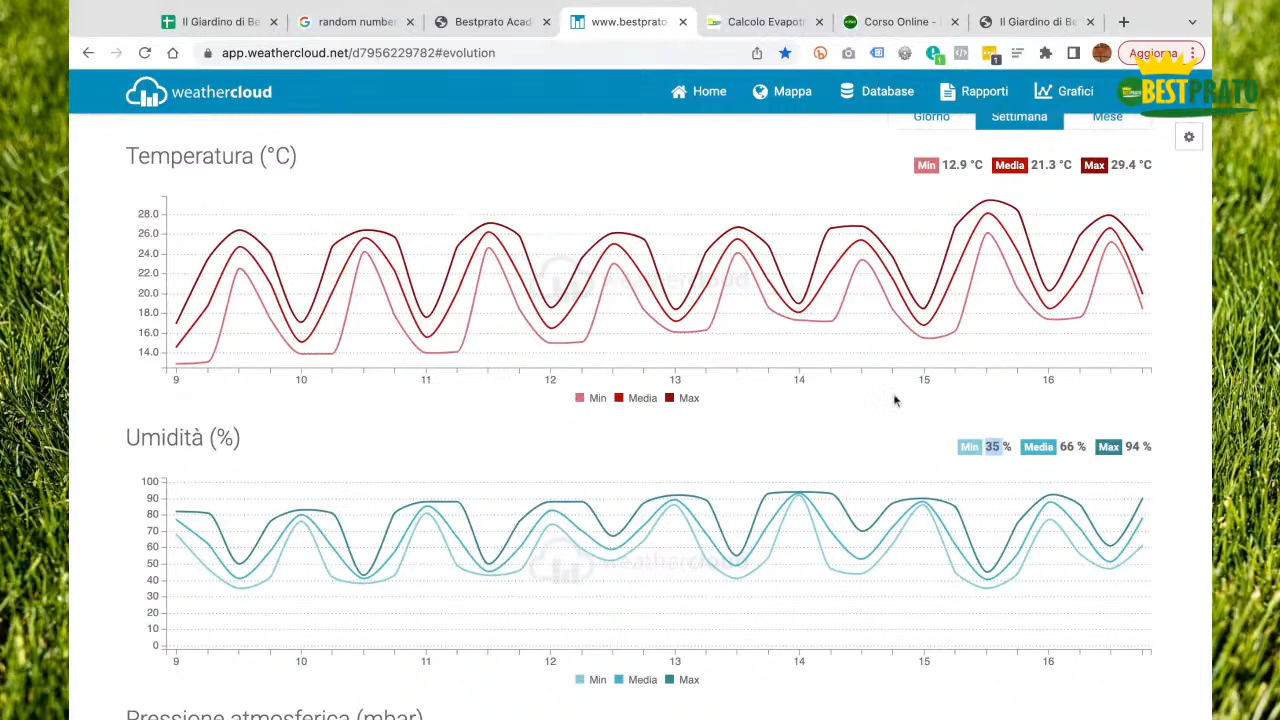 Il Giardino di Be
random number
Bestprato Acad
www.bestprato.
Calcolo Evapotr
Corso Online -
Il Giardino di Be
app.weathercloud.net/d7956229782#evolution
1
1
Aggiorna
weathercloud
Home
Mappa
Database
Rapporti
Grafici
BESTPRATO
Giorno
Settimana
Mese
Temperatura (°C)
Min 12.9 °C Media 21.3 °C Max 29.4 °C
28.0
26.0
24.0
22.0
20.0
18.0
16.0
14.0
weathercloud
9 10 11 12 13 14 15 16
Min Media Max
Umidità (%)
Min 35 % Media 66 % Max 94 %
100
90
80
70
60
50
40
30
20
10
0
weathercloud
9 10 11 12 13 14 15 16
Min Media Max
Pressione atmosferica (mbar)